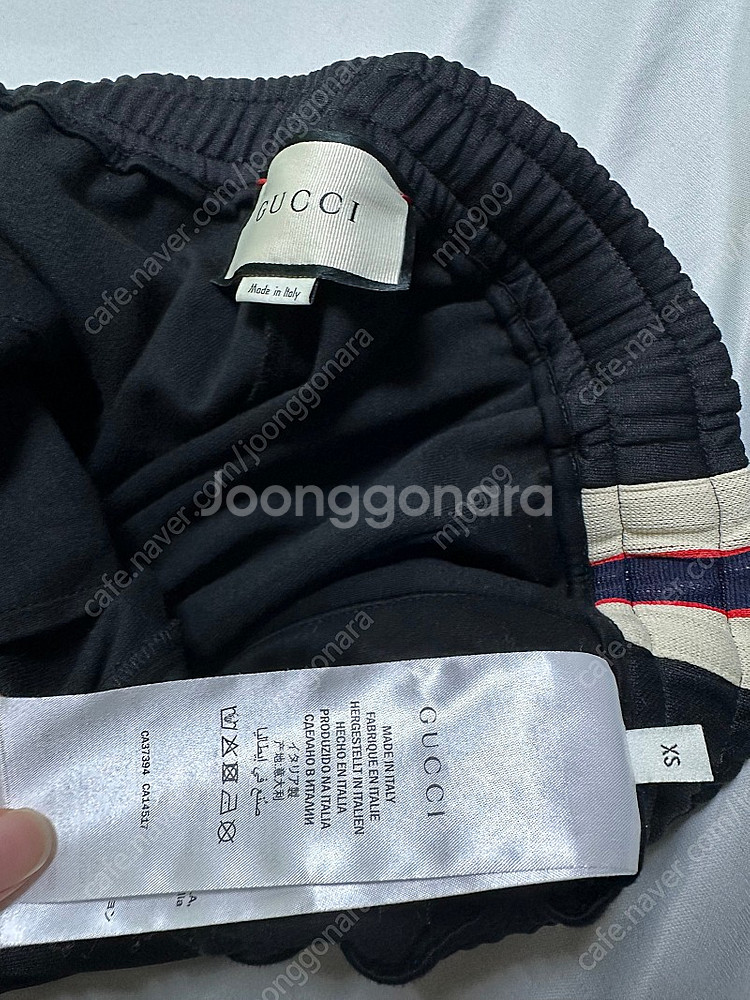 GUCCI
Made in Italy
Joonggonara
cafe.naver.com/joonggonara
mj0909
XS
GUCCI
MADE IN ITALY
FABRIQUE EN ITALIE
HERGESTELLT IN ITALIEN
HECHO EN ITALIA
PRODUZIDO NA ITALIA
СДЕЛАНО В ИТАЛИИ
イタリア製
产地:意大利
صنع في إيطاليا
CA37394 CA14517